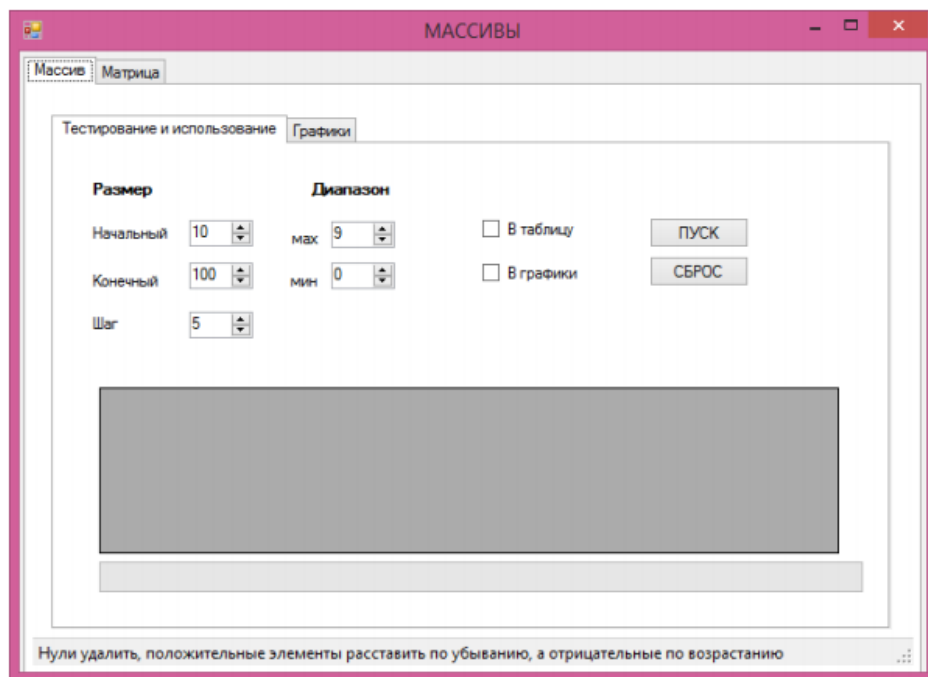 МАССИВЫ
Массив Матрица
Тестирование и использование Графики
Размер Диапазон
Начальный 10 мах 9 В таблицу ПУСК
Конечный 100 мин 0 В графики СБРОС
Шаг 5
Нули удалить, положительные элементы расставить по убыванию, а отрицательные по возрастанию